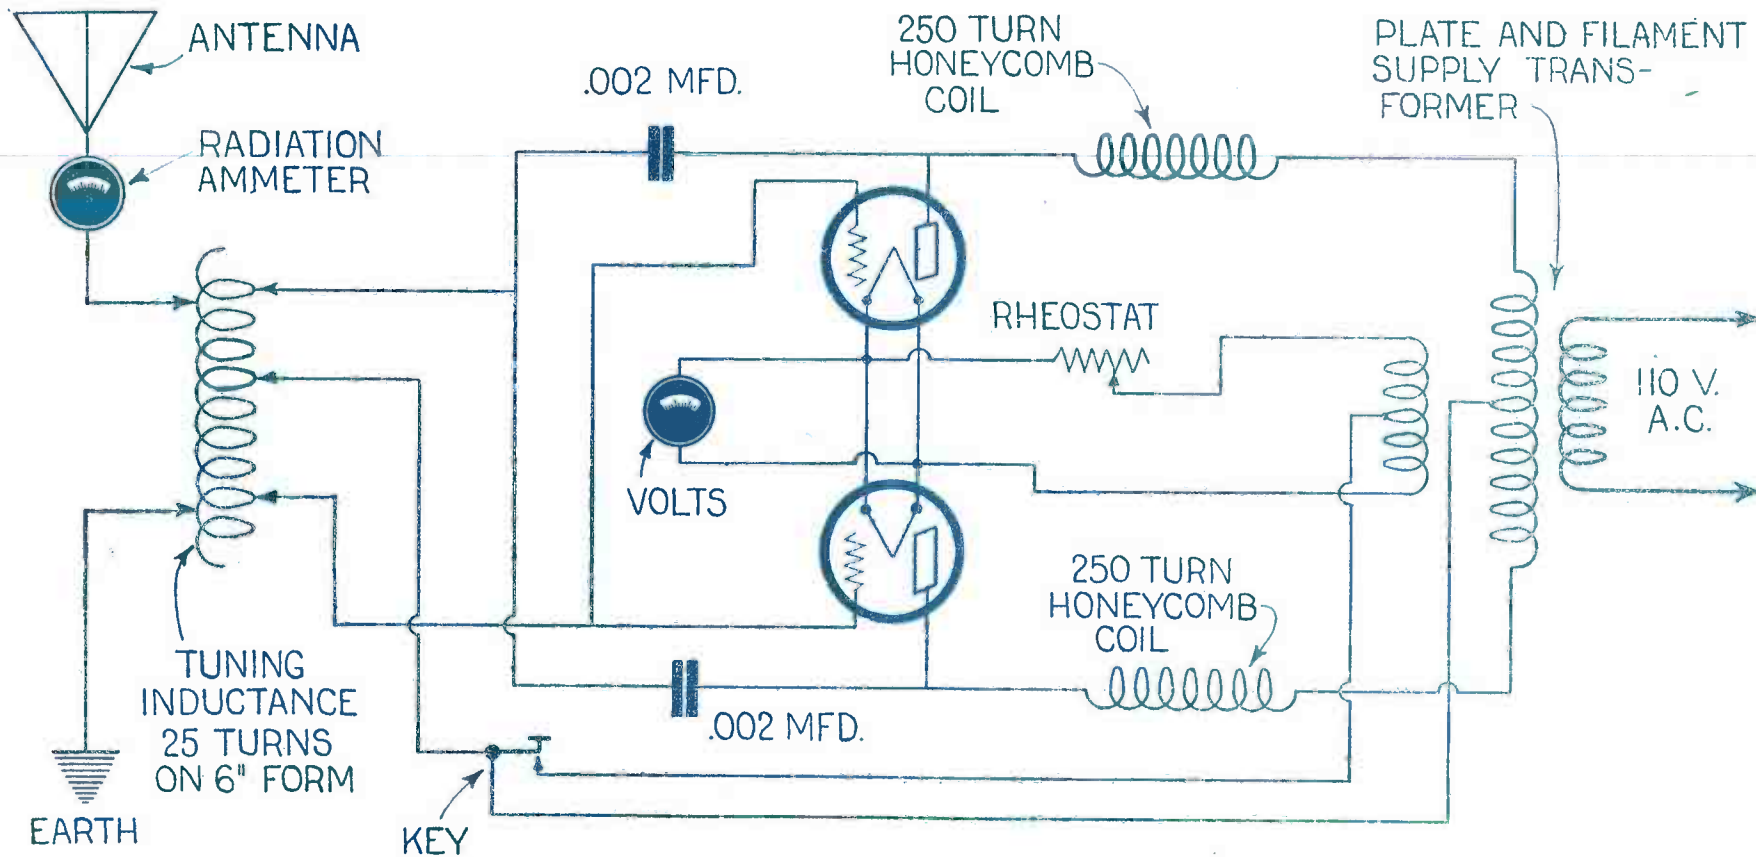 ANTENNA
RADIATION
AMMETER
.002 MFD.
250 TURN
HONEYCOMB
COIL
PLATE AND FILAMENT
SUPPLY TRANS-
FORMER
RHEOSTAT
110 V.
A.C.
VOLTS
250 TURN
HONEYCOMB
COIL
TUNING
INDUCTANCE
25 TURNS
ON 6" FORM
.002 MFD.
EARTH
KEY